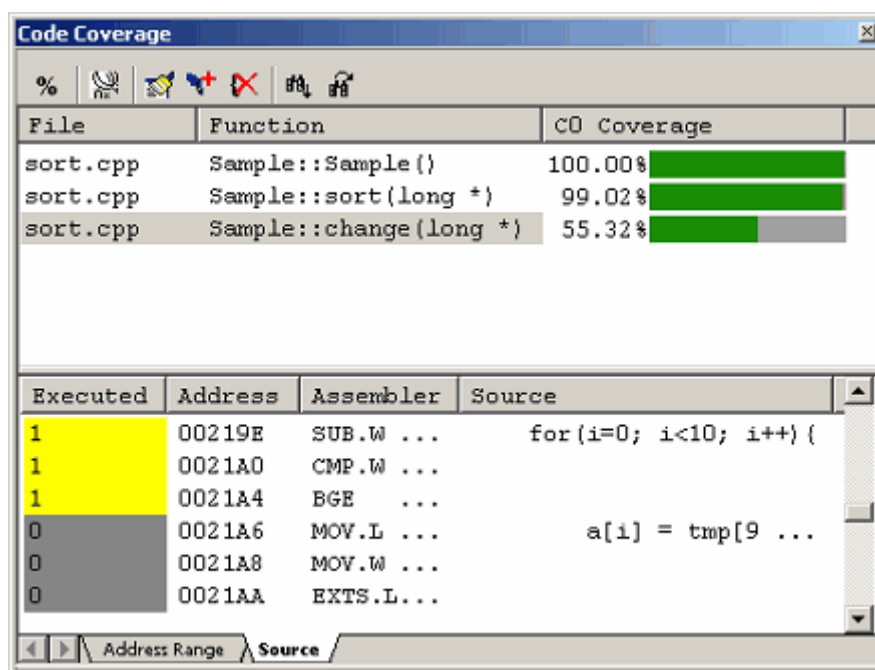 Code Coverage
%
File Function C0 Coverage
sort.cpp Sample::Sample() 100.00%
sort.cpp Sample::sort(long *) 99.02%
sort.cpp Sample::change(long *) 55.32%
Executed Address Assembler Source
1 00219E SUB.W ... for(i=0; i<10; i++){
1 0021A0 CMP.W ...
1 0021A4 BGE ...
0 0021A6 MOV.L ... a[i] = tmp[9 ...
0 0021A8 MOV.W ...
0 0021AA EXTS.L...
Address Range Source